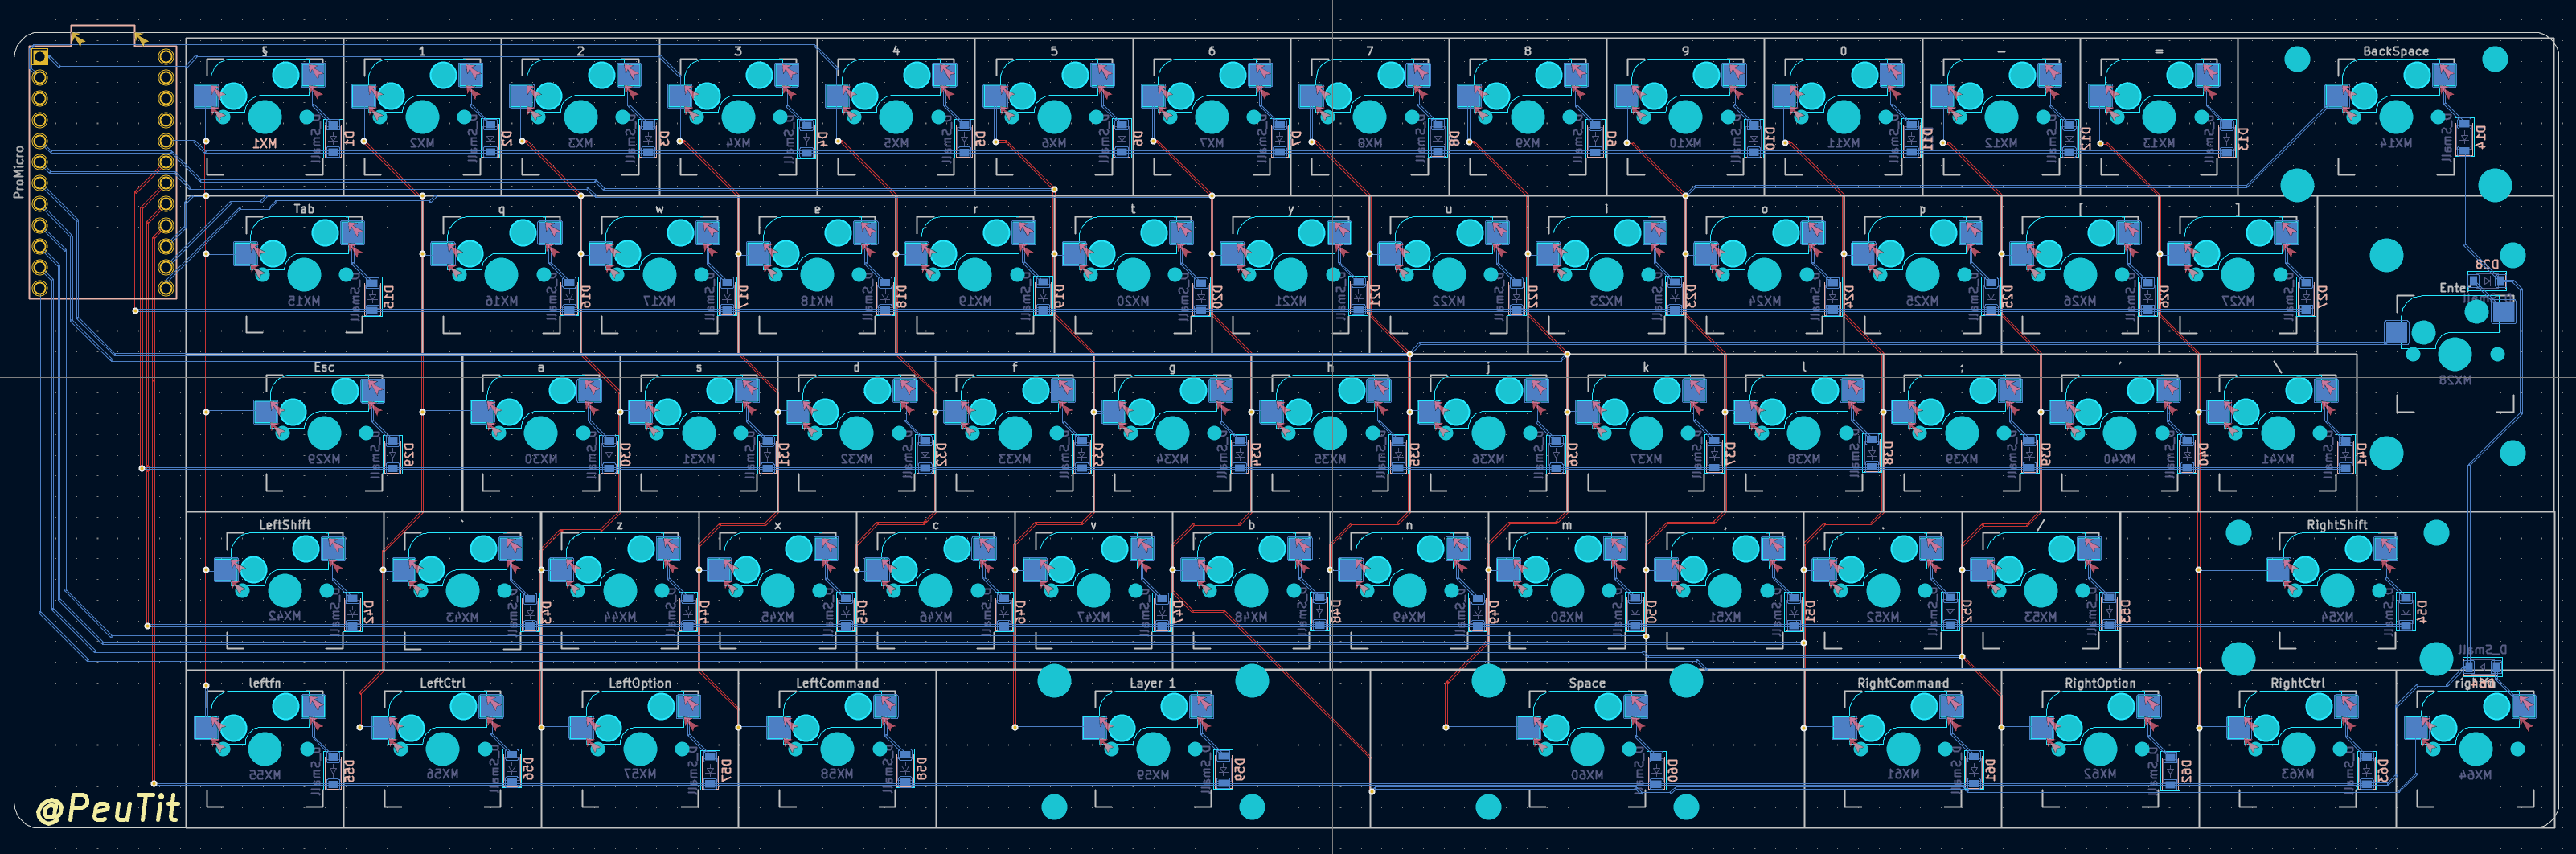 § 1 2 3 4 5 6 7 8 9 0 - = BackSpace
MX1 MX2 MX3 MX4 MX5 MX6 MX7 MX8 MX9 MX10 MX11 MX12 MX13 MX14
D1 D2 D3 D4 D5 D6 D7 D8 D9 D10 D11 D12 D13 D14
ProMicro
Tab q w e r t y u i o p [ ]
MX15 MX16 MX17 MX18 MX19 MX20 MX21 MX22 MX23 MX24 MX25 MX26 MX27
D15 D16 D17 D18 D19 D20 D21 D22 D23 D24 D25 D26 D27
D28
Enter
MX28
Esc a s d f g h j k l ; ' \
MX29 MX30 MX31 MX32 MX33 MX34 MX35 MX36 MX37 MX38 MX39 MX40 MX41
D29 D30 D31 D32 D33 D34 D35 D36 D37 D38 D39 D40 D41
LeftShift ` z x c v b n m , . / RightShift
MX42 MX43 MX44 MX45 MX46 MX47 MX48 MX49 MX50 MX51 MX52 MX53 MX54
D42 D43 D44 D45 D46 D47 D48 D49 D50 D51 D52 D53 D54
D_Small
leftfn LeftCtrl LeftOption LeftCommand Layer 1 Space RightCommand RightOption RightCtrl
MX55 MX56 MX57 MX58 MX59 MX60 MX61 MX62 MX63 MX64
D55 D56 D57 D58 D59 D60 D61 D62 D63
@PeuTit